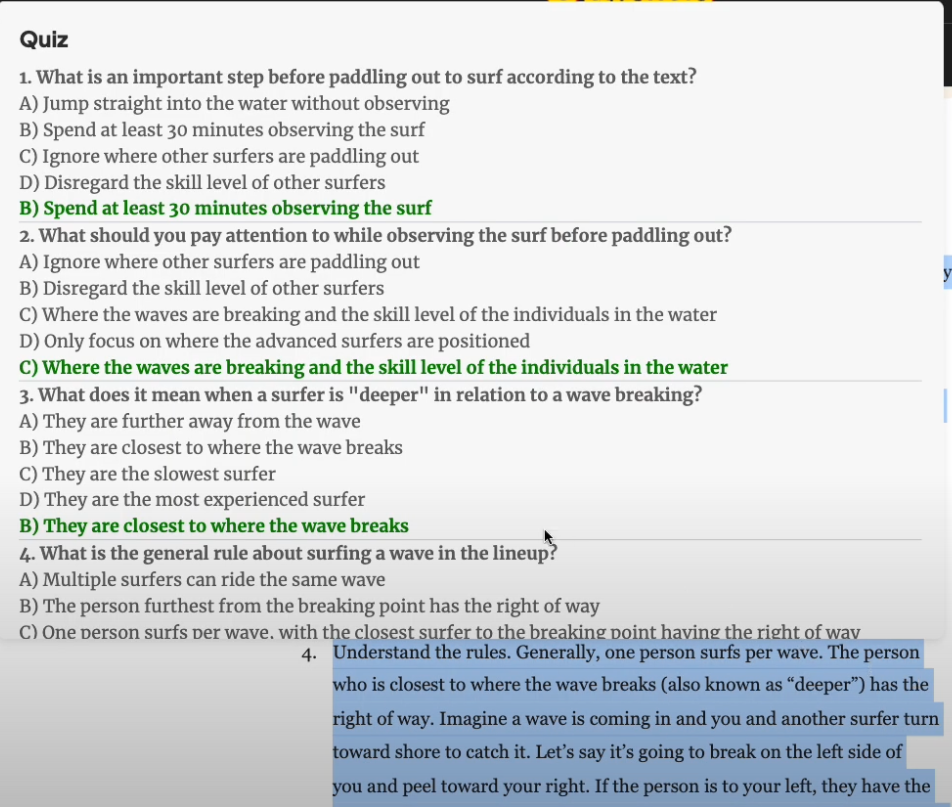 Quiz
1. What is an important step before paddling out to surf according to the text?
A) Jump straight into the water without observing
B) Spend at least 30 minutes observing the surf
C) Ignore where other surfers are paddling out
D) Disregard the skill level of other surfers
B) Spend at least 30 minutes observing the surf
2. What should you pay attention to while observing the surf before paddling out?
A) Ignore where other surfers are paddling out
B) Disregard the skill level of other surfers
C) Where the waves are breaking and the skill level of the individuals in the water
D) Only focus on where the advanced surfers are positioned
C) Where the waves are breaking and the skill level of the individuals in the water
3. What does it mean when a surfer is "deeper" in relation to a wave breaking?
A) They are further away from the wave
B) They are closest to where the wave breaks
C) They are the slowest surfer
D) They are the most experienced surfer
B) They are closest to where the wave breaks
4. What is the general rule about surfing a wave in the lineup?
A) Multiple surfers can ride the same wave
B) The person furthest from the breaking point has the right of way
C) One person surfs per wave, with the closest surfer to the breaking point having the right of way
4. Understand the rules. Generally, one person surfs per wave. The person
who is closest to where the wave breaks (also known as “deeper”) has the
right of way. Imagine a wave is coming in and you and another surfer turn
toward shore to catch it. Let’s say it’s going to break on the left side of
you and peel toward your right. If the person is to your left, they have the